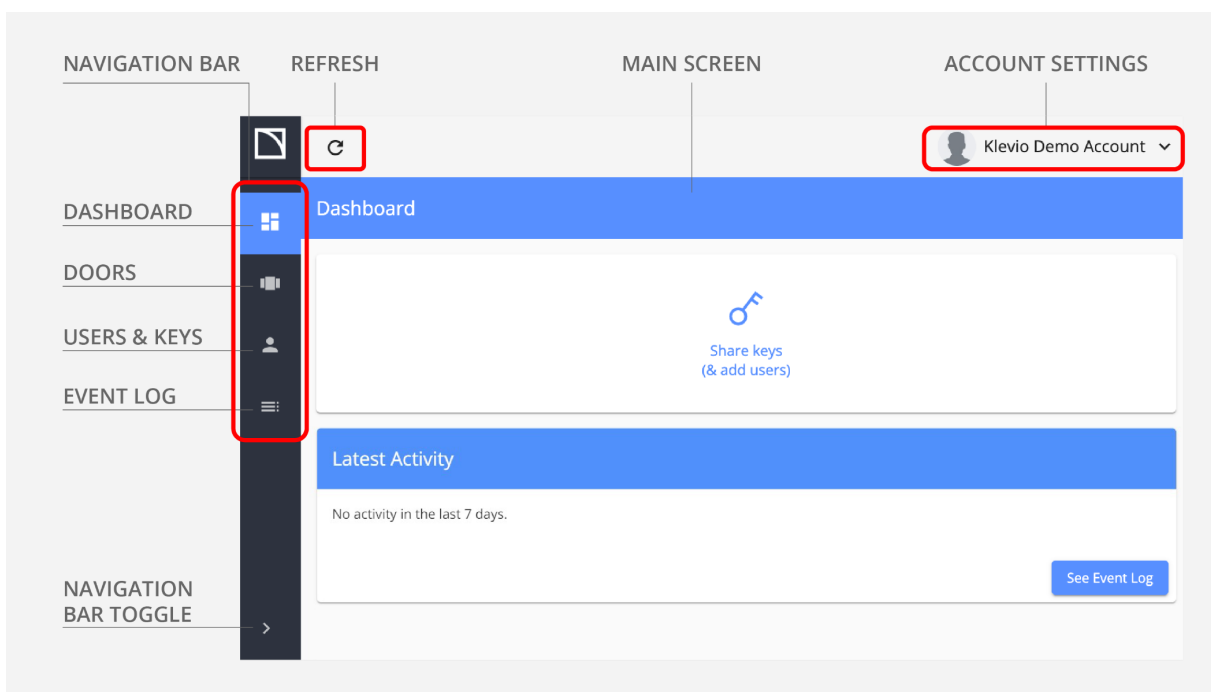 NAVIGATION BAR
REFRESH
MAIN SCREEN
ACCOUNT SETTINGS
Klevio Demo Account
DASHBOARD
Dashboard
DOORS
USERS & KEYS
Share keys
(& add users)
EVENT LOG
Latest Activity
No activity in the last 7 days.
See Event Log
NAVIGATION
BAR TOGGLE